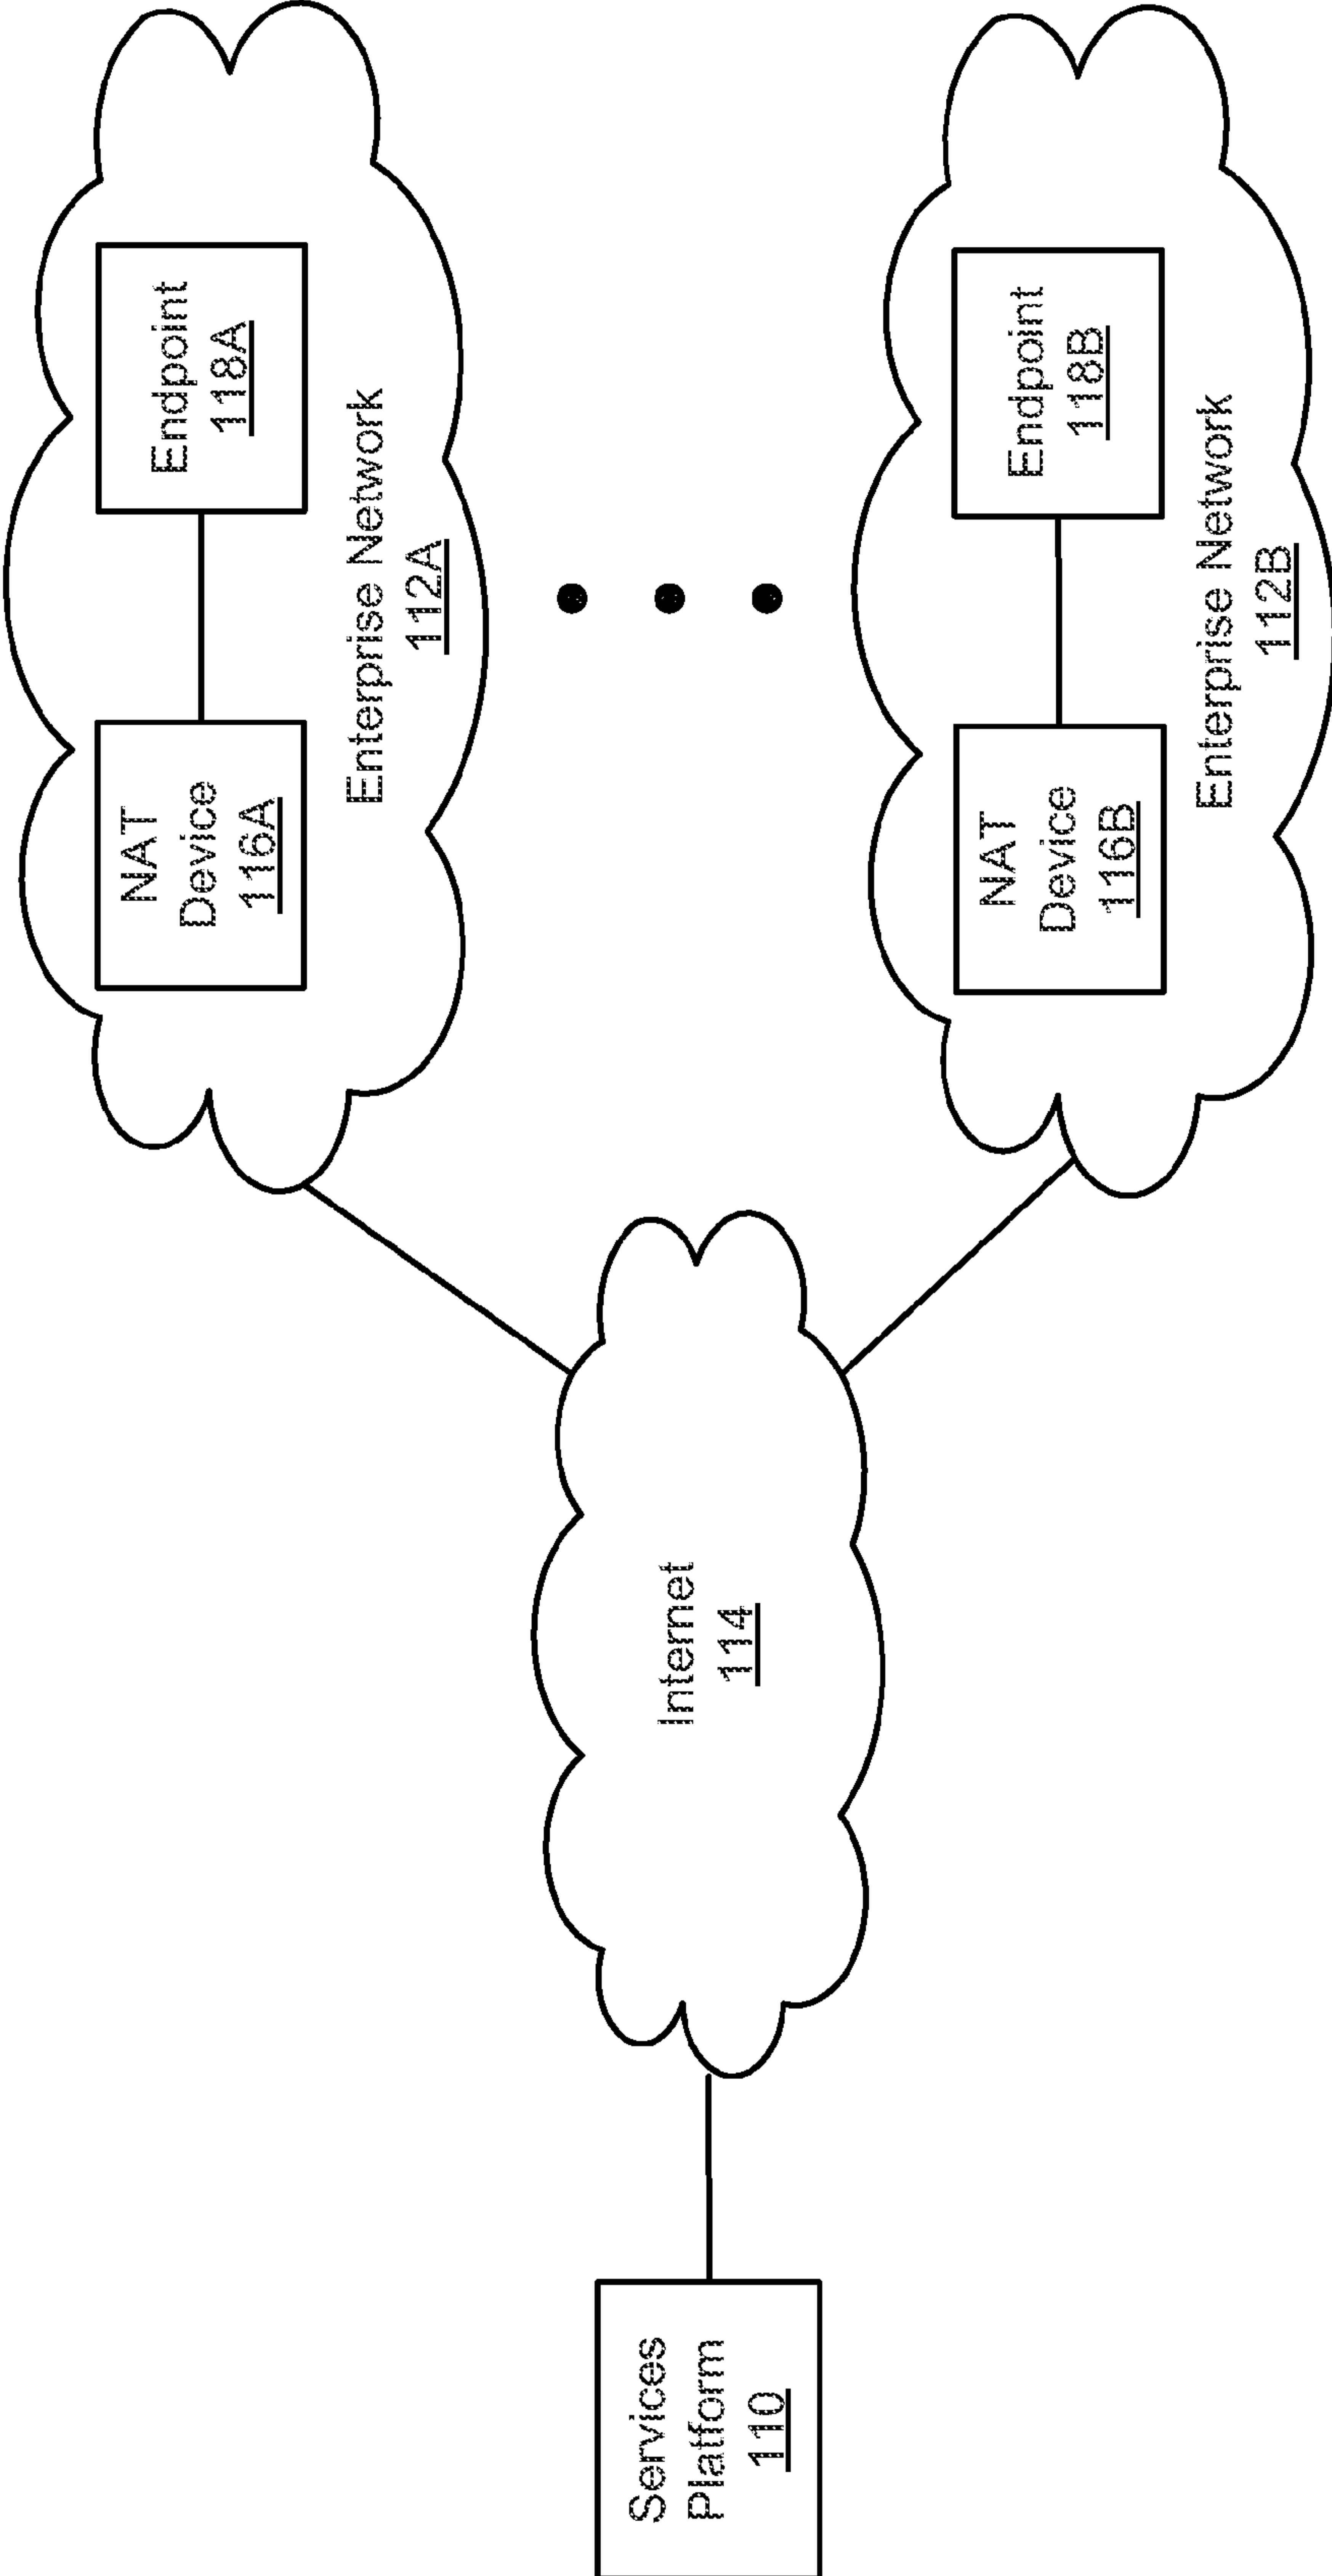 Services
Platform
110
Internet
114
NAT
Device
116A
Endpoint
118A
Enterprise Network
112A
NAT
Device
116B
Endpoint
118B
Enterprise Network
112B